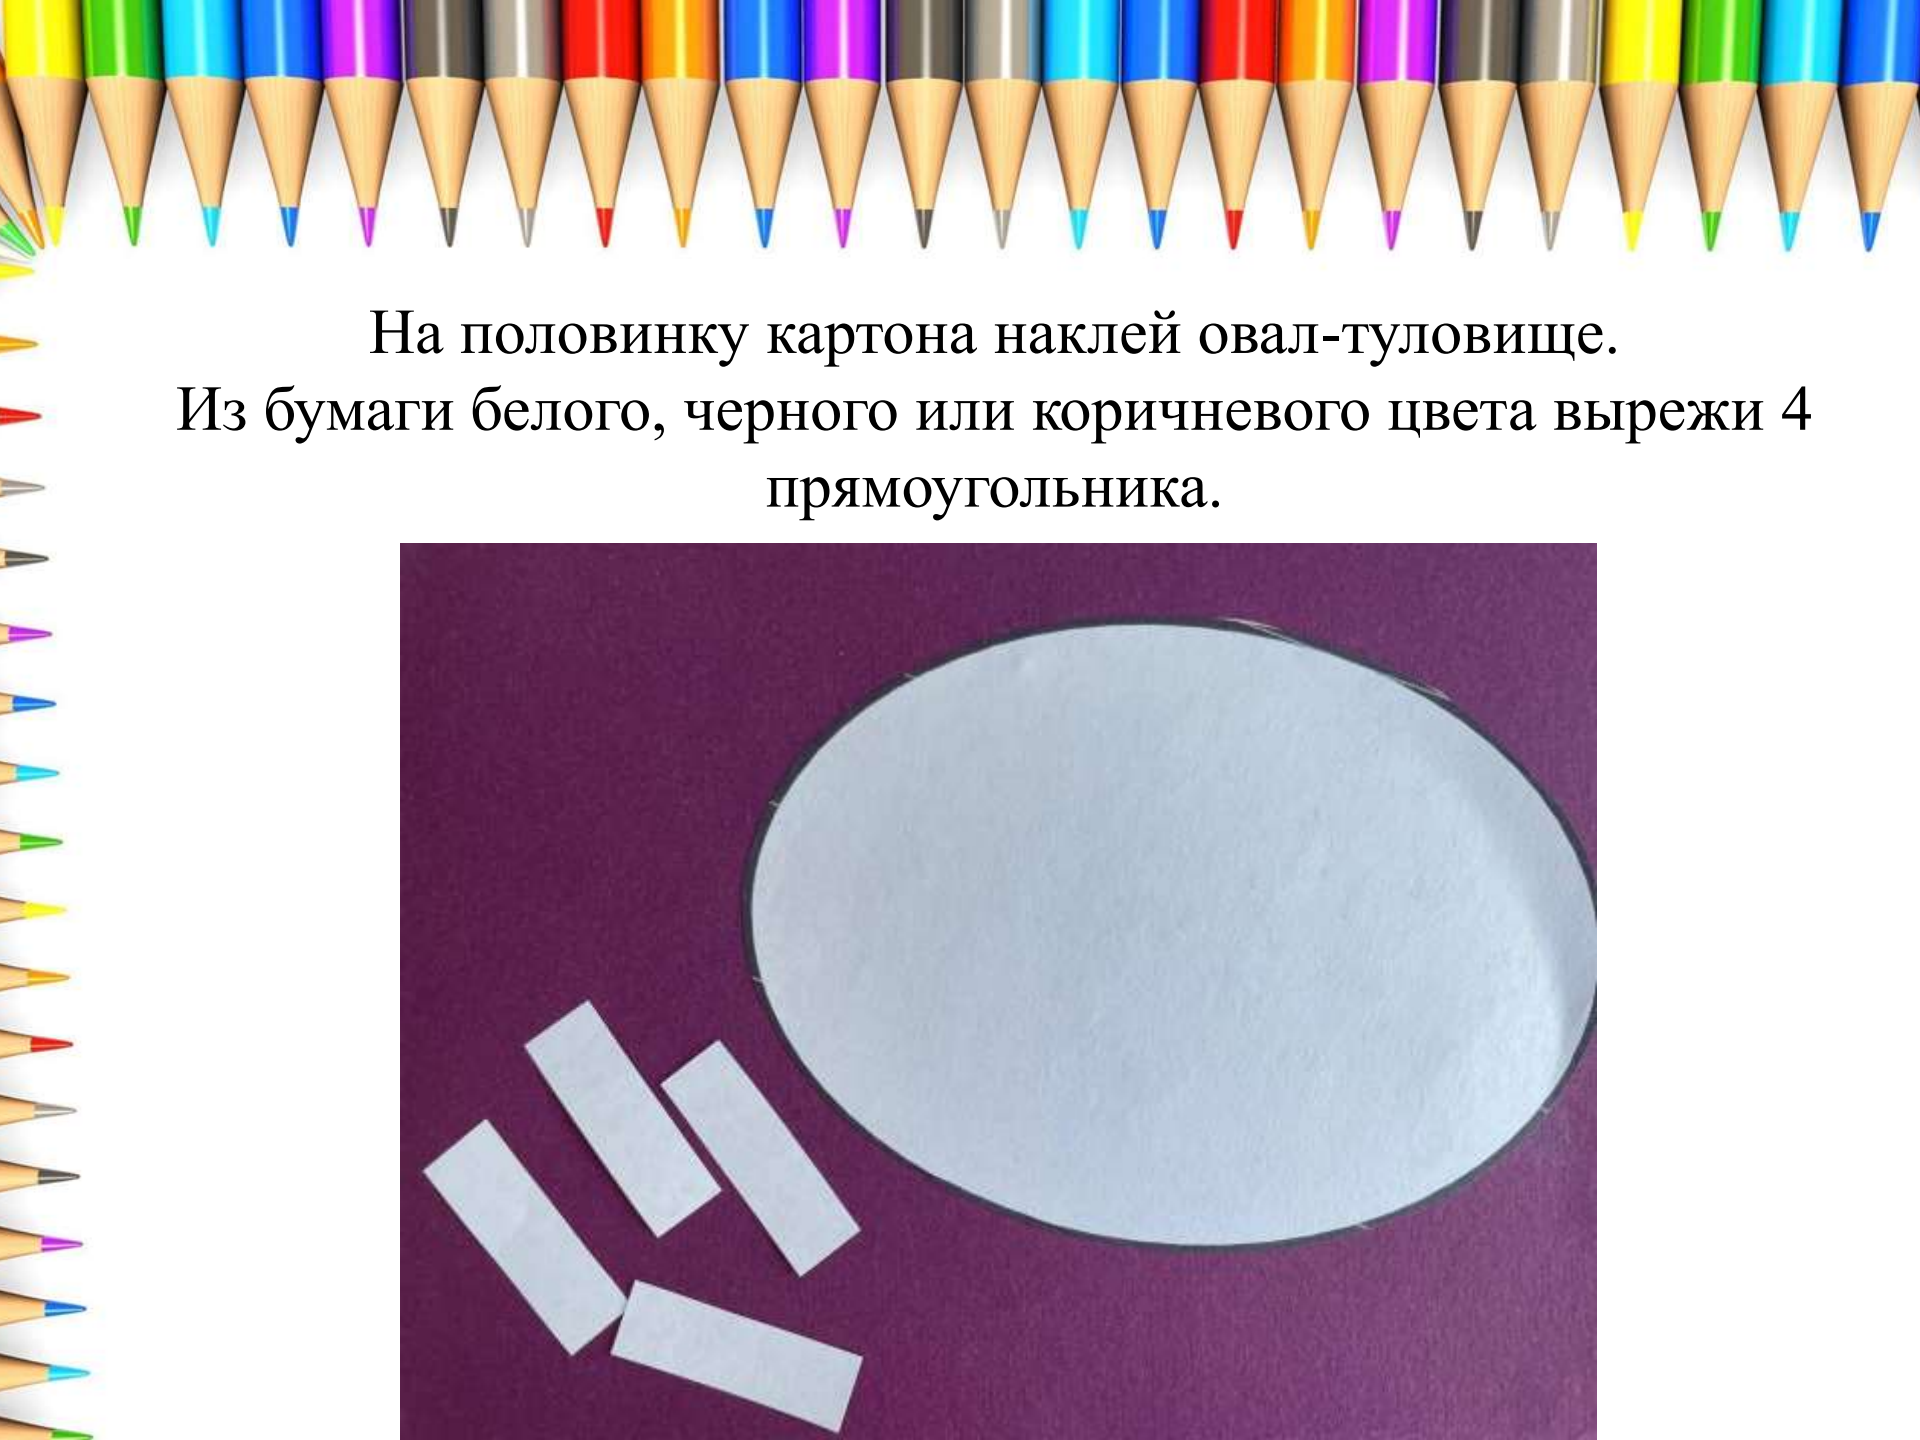 На половинку картона наклей овал-туловище.
Из бумаги белого, черного или коричневого цвета вырежи 4
прямоугольника.